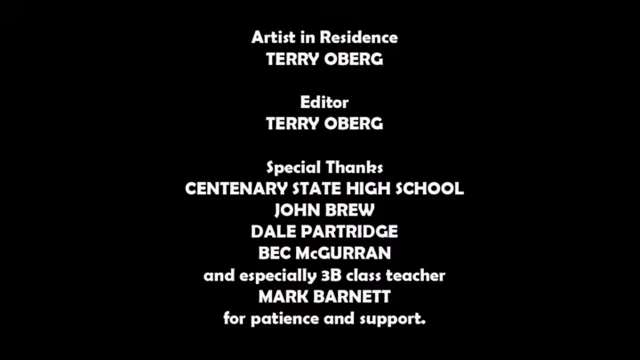 Artist in Residence
TERRY OBERG
Editor
TERRY OBERG
Special Thanks
CENTENARY STATE HIGH SCHOOL
JOHN BREW
DALE PARTRIDGE
BEC McGURRAN
and especially 3B class teacher
MARK BARNETT
for patience and support.